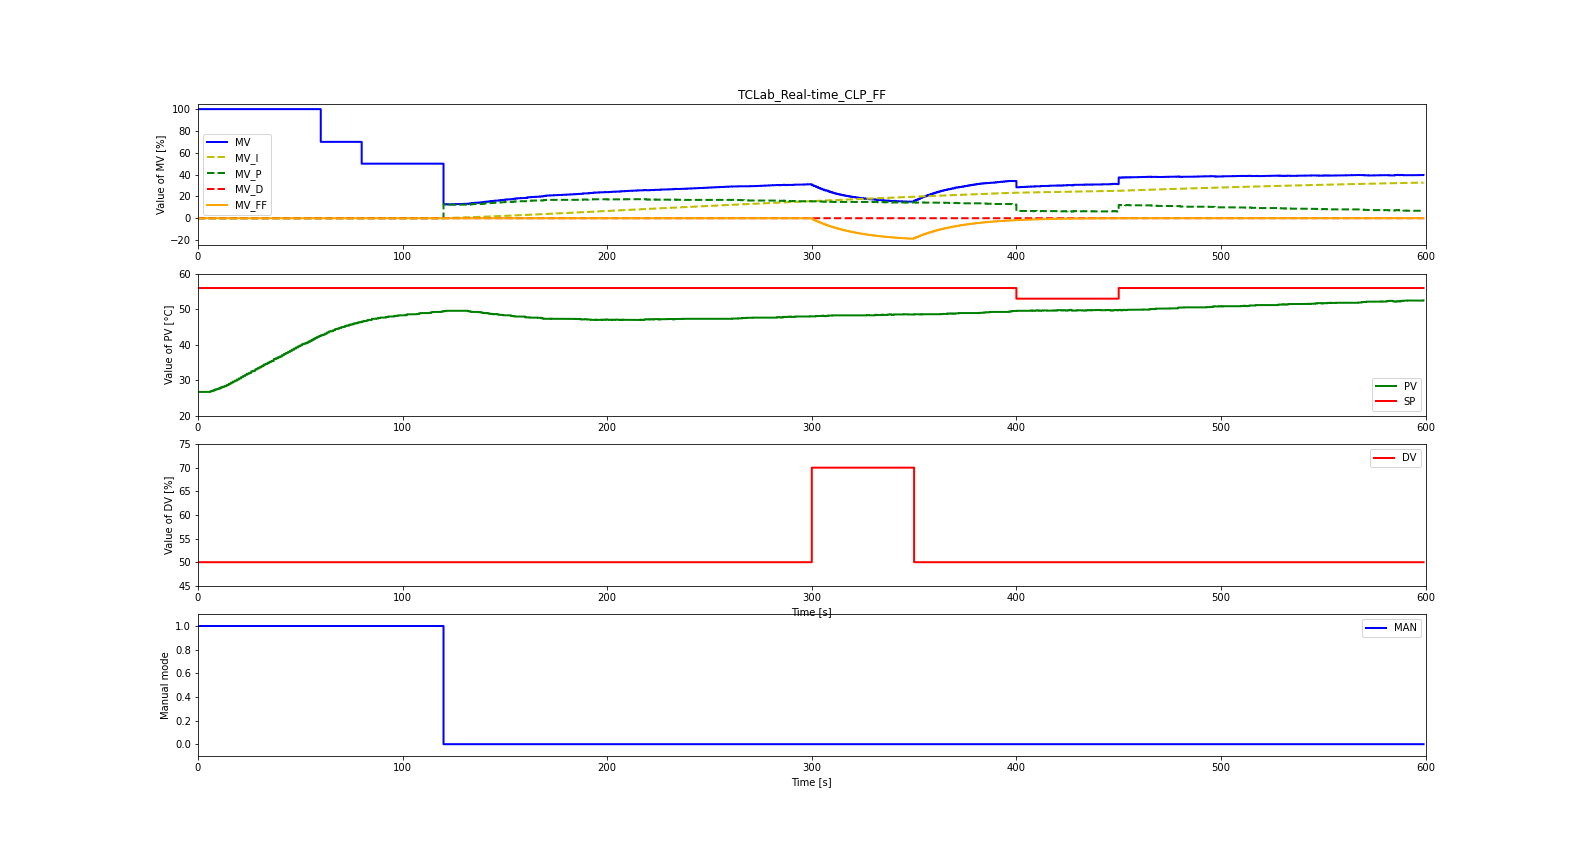 TCLab_Real-time_CLP_FF
Value of MV [%]
100
80
60
40
20
0
−20
MV
MV_I
MV_P
MV_D
MV_FF
0 100 200 300 400 500 600
Value of PV [°C]
60
50
40
30
20
PV
SP
0 100 200 300 400 500 600
Value of DV [%]
75
70
65
60
55
50
45
DV
0 100 200 300 400 500 600
Time [s]
Manual mode
1.0
0.8
0.6
0.4
0.2
0.0
MAN
0 100 200 300 400 500 600
Time [s]